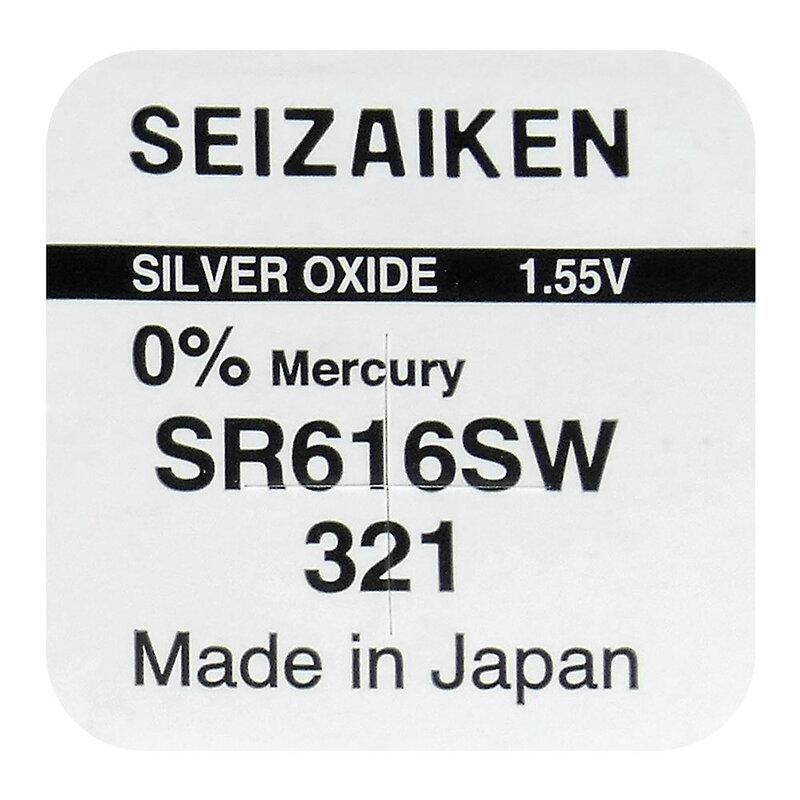 SEIZAIKEN
SILVER OXIDE 1.55V
0% Mercury
SR616SW
321
Made in Japan